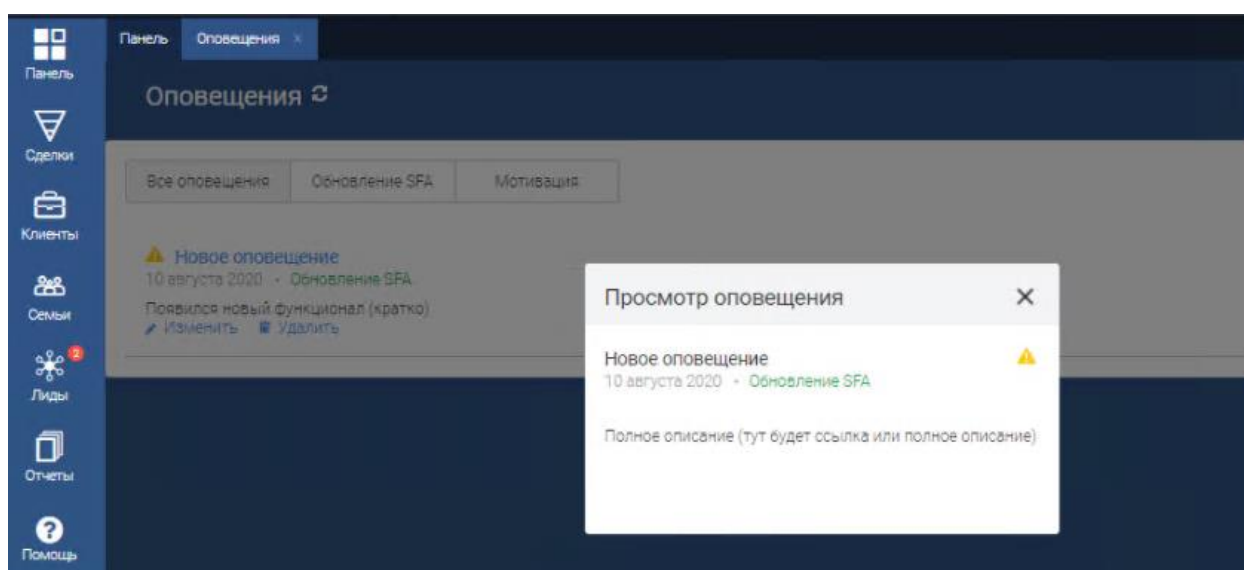 Панель
Сделки
Клиенты
Семьи
2
Лиды
Отчеты
Помощь
Панель Оповещения ×
Оповещения
Все оповещения Обновление SFA Мотивация
Новое оповещение
10 августа 2020 • Обновление SFA
Появился новый функционал (кратко)
Изменить Удалить
Просмотр оповещения
Новое оповещение
10 августа 2020 • Обновление SFA
Полное описание (тут будет ссылка или полное описание)